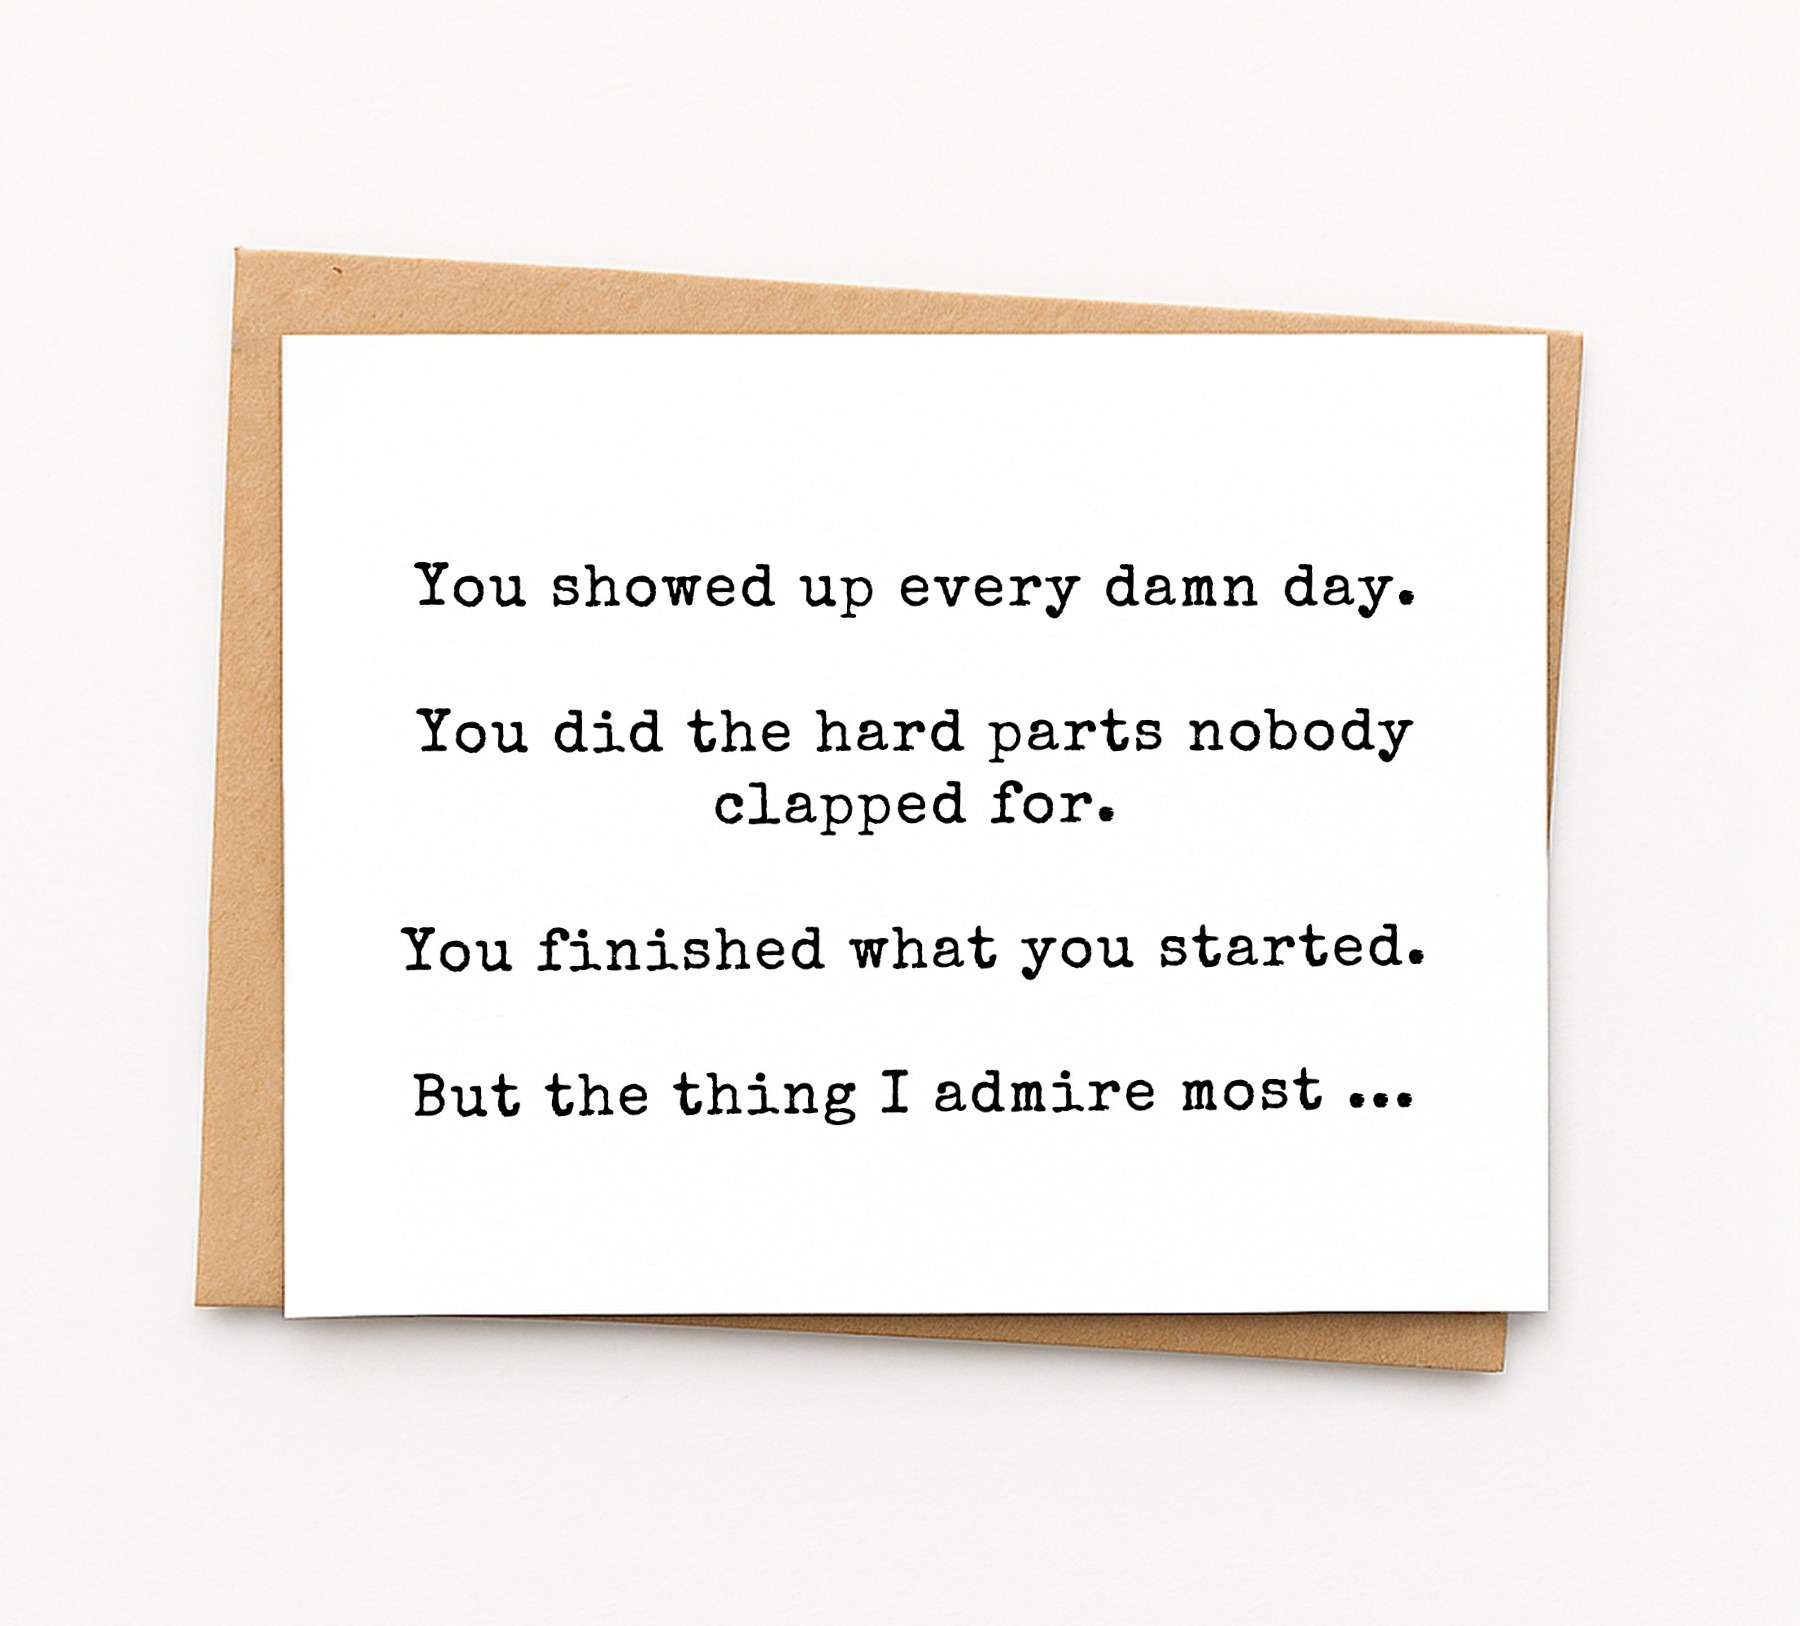 You showed up every damn day.
You did the hard parts nobody
clapped for.
You finished what you started.
But the thing I admire most ...